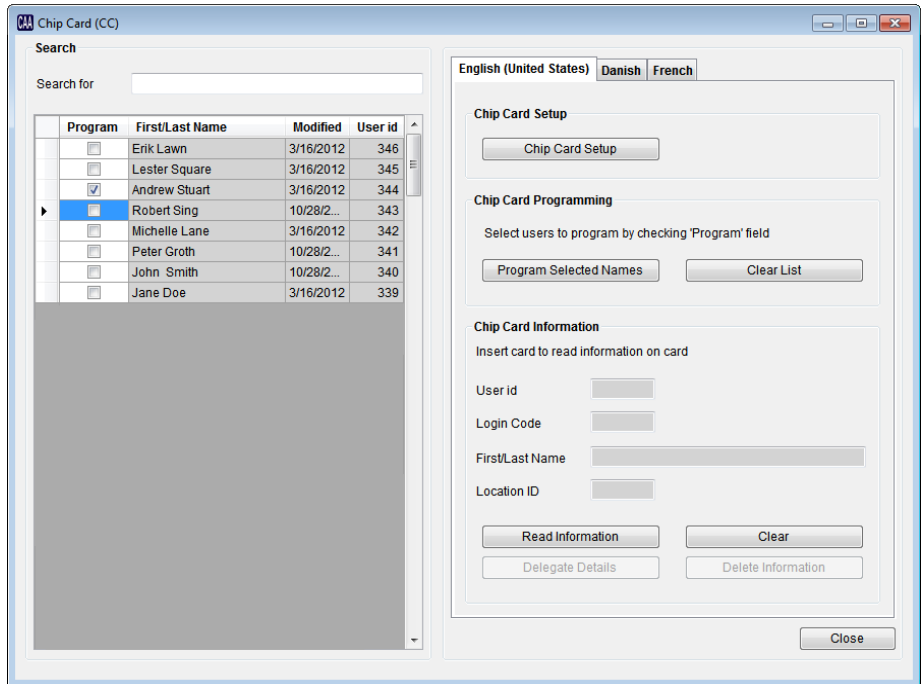 CAA Chip Card (CC)
Search
Search for
Program First/Last Name Modified User id
Erik Lawn 3/16/2012 346
Lester Square 3/16/2012 345
Andrew Stuart 3/16/2012 344
Robert Sing 10/28/2... 343
Michelle Lane 3/16/2012 342
Peter Groth 10/28/2... 341
John Smith 10/28/2... 340
Jane Doe 3/16/2012 339
English (United States) Danish French
Chip Card Setup
Chip Card Setup
Chip Card Programming
Select users to program by checking 'Program' field
Program Selected Names Clear List
Chip Card Information
Insert card to read information on card
User id
Login Code
First/Last Name
Location ID
Read Information Clear
Delegate Details Delete Information
Close